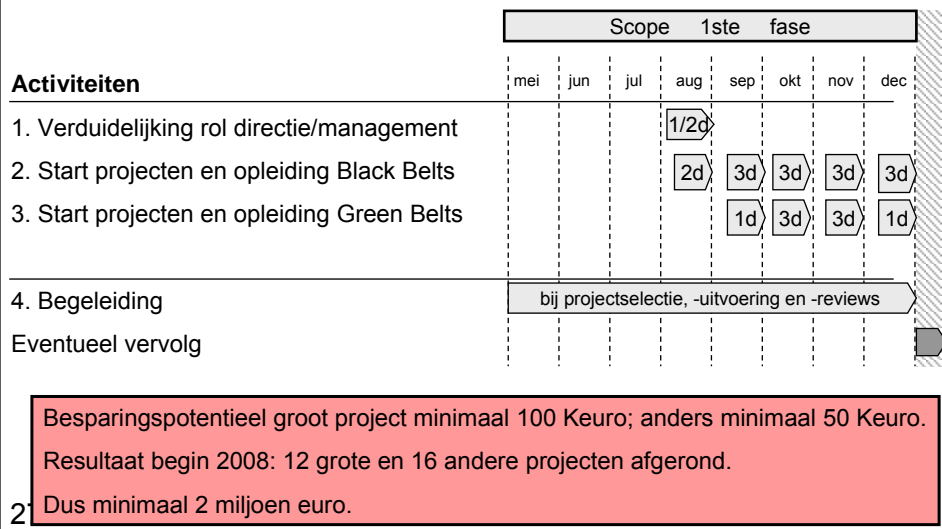 Scope 1ste fase
Activiteiten
mei jun jul aug sep okt nov dec
1. Verduidelijking rol directie/management 1/2d
2. Start projecten en opleiding Black Belts 2d 3d 3d 3d 3d
3. Start projecten en opleiding Green Belts 1d 3d 3d 1d
4. Begeleiding bij projectselectie, -uitvoering en -reviews
Eventueel vervolg
Besparingspotentieel groot project minimaal 100 Keuro; anders minimaal 50 Keuro.
Resultaat begin 2008: 12 grote en 16 andere projecten afgerond.
Dus minimaal 2 miljoen euro.
2